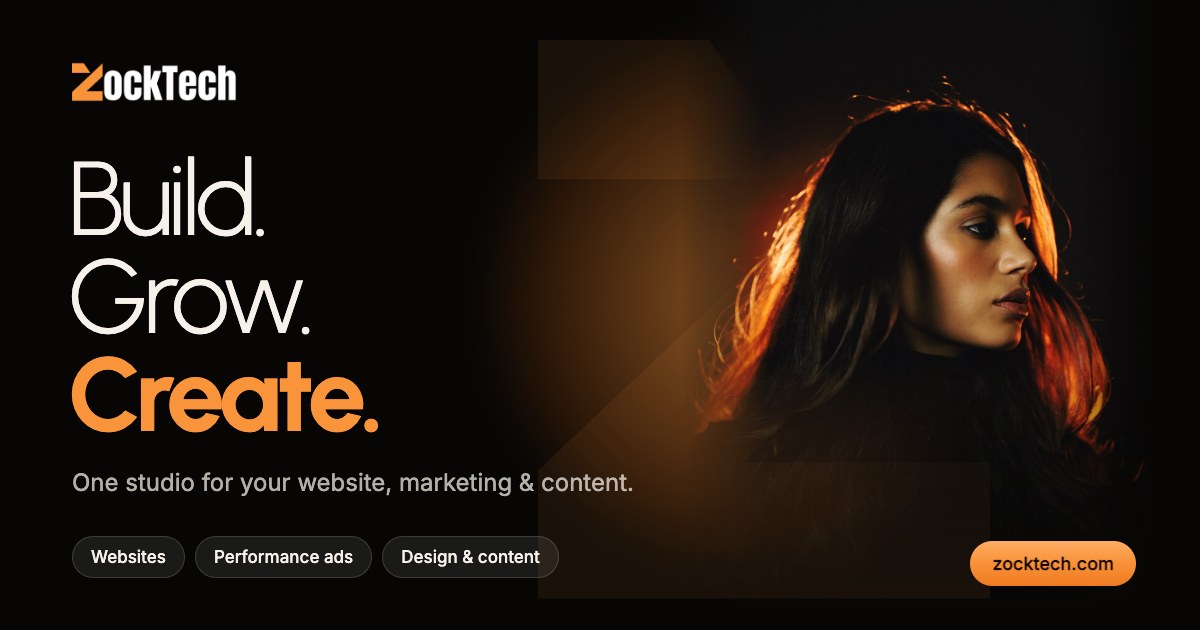 ZockTech
Build.
Grow.
Create.
One studio for your website, marketing & content.
Websites
Performance ads
Design & content
zocktech.com